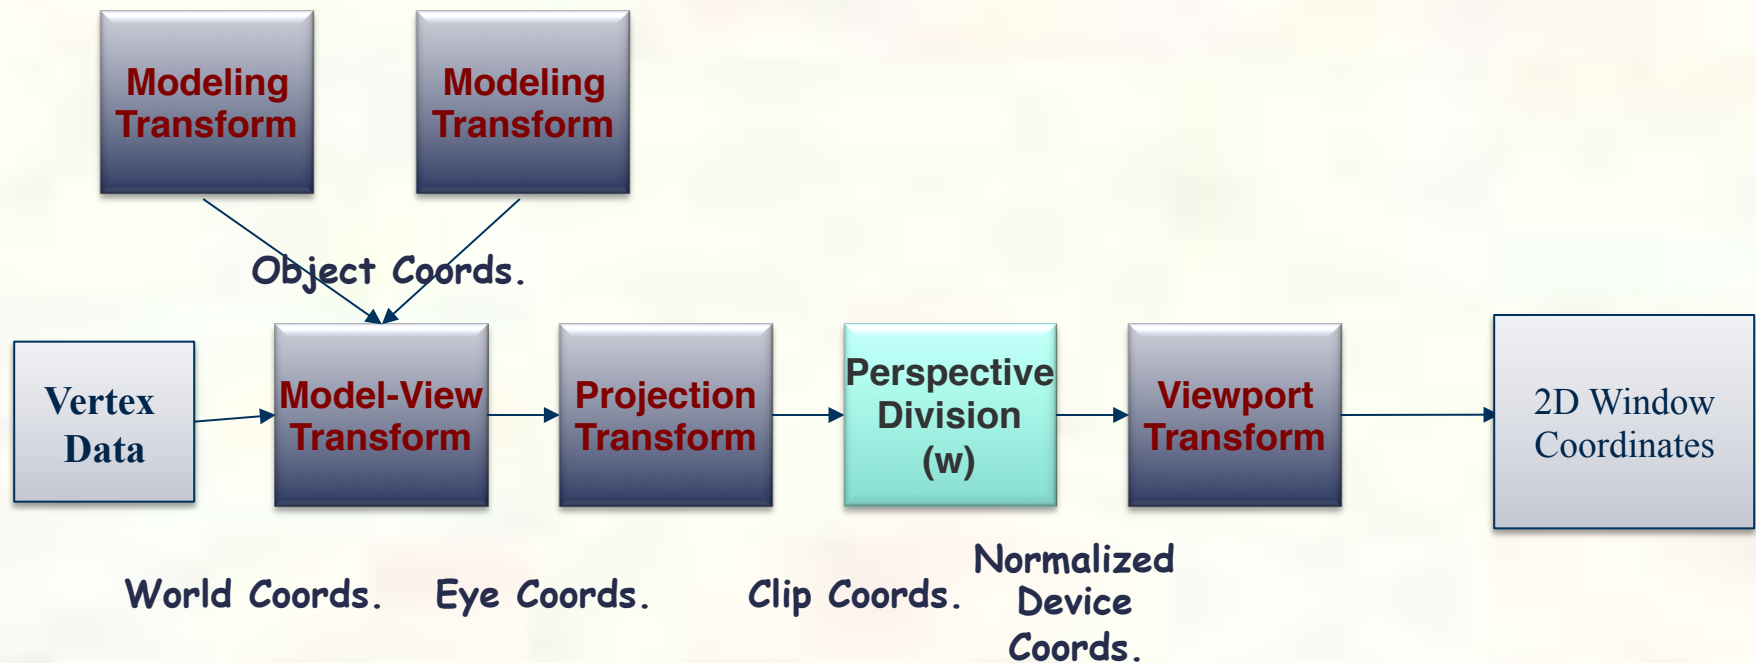 Modeling
Transform
Modeling
Transform
Object Coords.
Vertex
Data
Model-View
Transform
Projection
Transform
Perspective
Division
(w)
Viewport
Transform
2D Window
Coordinates
World Coords.
Eye Coords.
Clip Coords.
Normalized
Device
Coords.